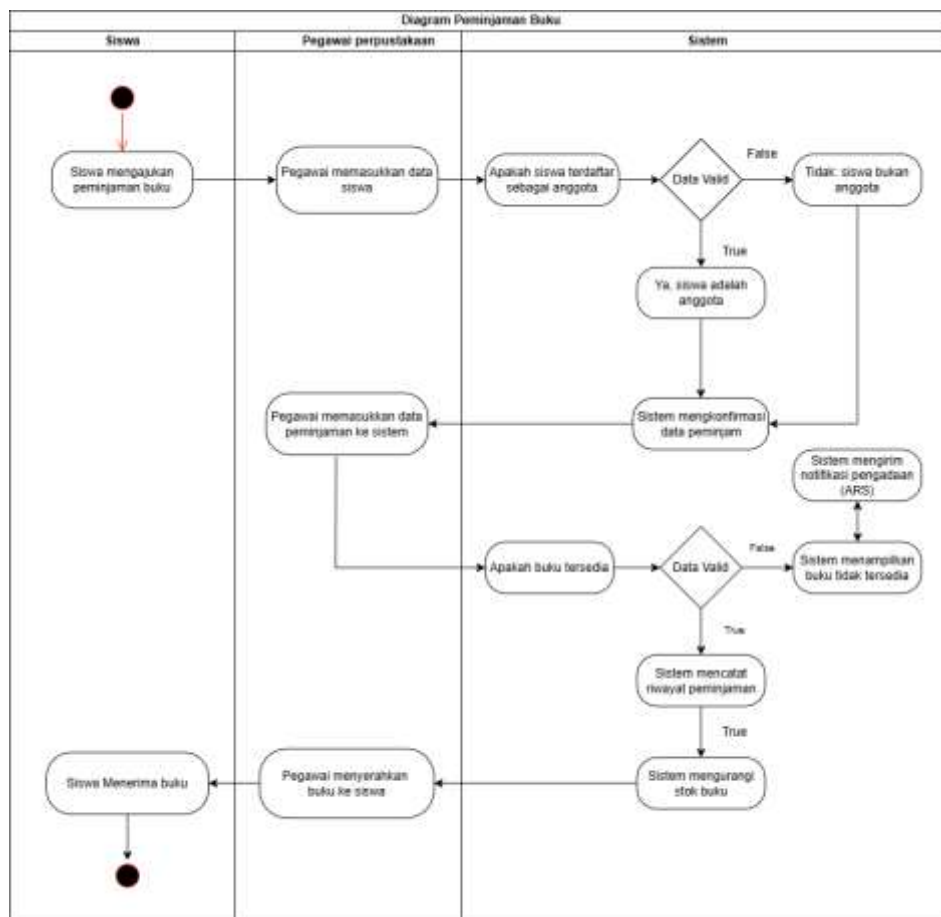 Diagram Peminjaman Buku
Siswa
Pegawai perpustakaan
Sistem
Siswa mengajukan
peminjaman buku
Pegawai memasukkan data
siswa
Apakah siswa terdaftar
sebagai anggota
Data Valid
False
Tidak: siswa bukan
anggota
True
Ya, siswa adalah
anggota
Pegawai memasukkan data
peminjaman ke sistem
Sistem mengkonfirmasi
data peminjam
Sistem mengirim
notifikasi pengadaan
(ARS)
Apakah buku tersedia
Data Valid
False
Sistem menampilkan
buku tidak tersedia
True
Sistem mencatat
riwayat peminjaman
True
Siswa Menerima buku
Pegawai menyerahkan
buku ke siswa
Sistem mengurangi
stok buku